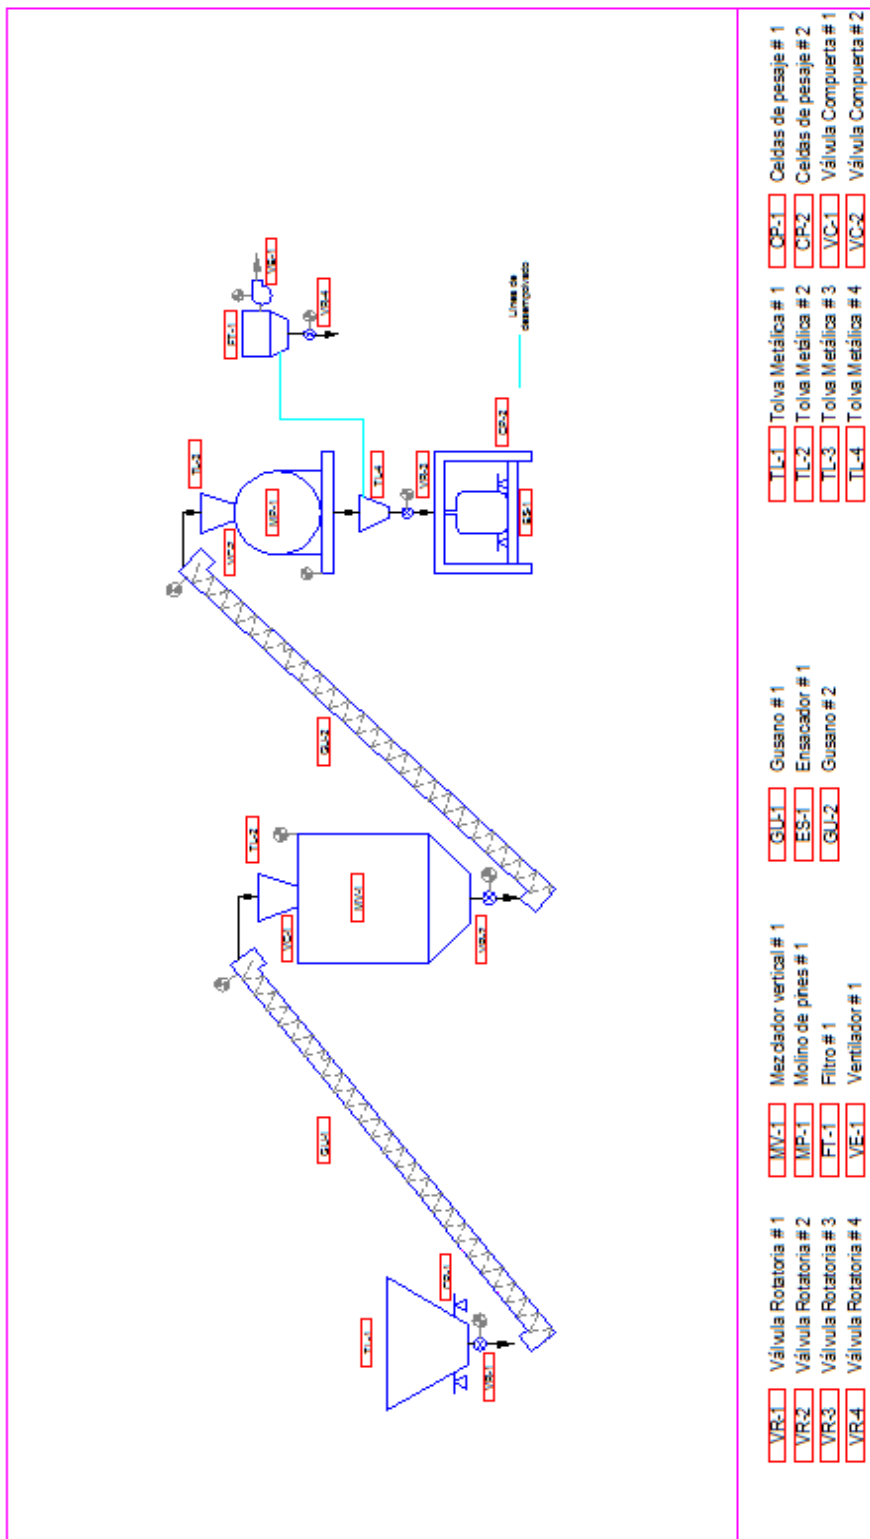 TL-1
CP-1
VR-1
GU-1
TL-2
VC-1
MV-1
VR-2
GU-2
TL-3
VC-2
MP-1
TL-4
VR-3
ES-1
CP-2
FT-1
VE-1
VR-4
Línea de
desempolvado
VR-1 Válvula Rotatoria # 1
VR-2 Válvula Rotatoria # 2
VR-3 Válvula Rotatoria # 3
VR-4 Válvula Rotatoria # 4
MV-1 Mezclador vertical # 1
MP-1 Molino de pines # 1
FT-1 Filtro # 1
VE-1 Ventilador # 1
GU-1 Gusano # 1
ES-1 Ensacador # 1
GU-2 Gusano # 2
TL-1 Tolva Metálica # 1
TL-2 Tolva Metálica # 2
TL-3 Tolva Metálica # 3
TL-4 Tolva Metálica # 4
CP-1 Celdas de pesaje # 1
CP-2 Celdas de pesaje # 2
VC-1 Válvula Compuerta # 1
VC-2 Válvula Compuerta # 2